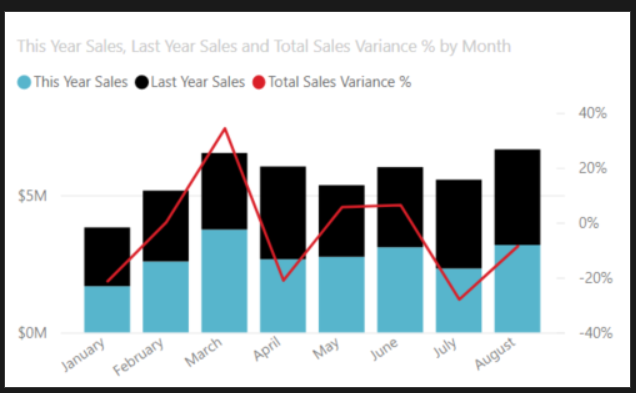 This Year Sales, Last Year Sales and Total Sales Variance % by Month
This Year Sales Last Year Sales Total Sales Variance %
40%
20%
$5M
0%
-20%
$0M
-40%
January February March April May June July August